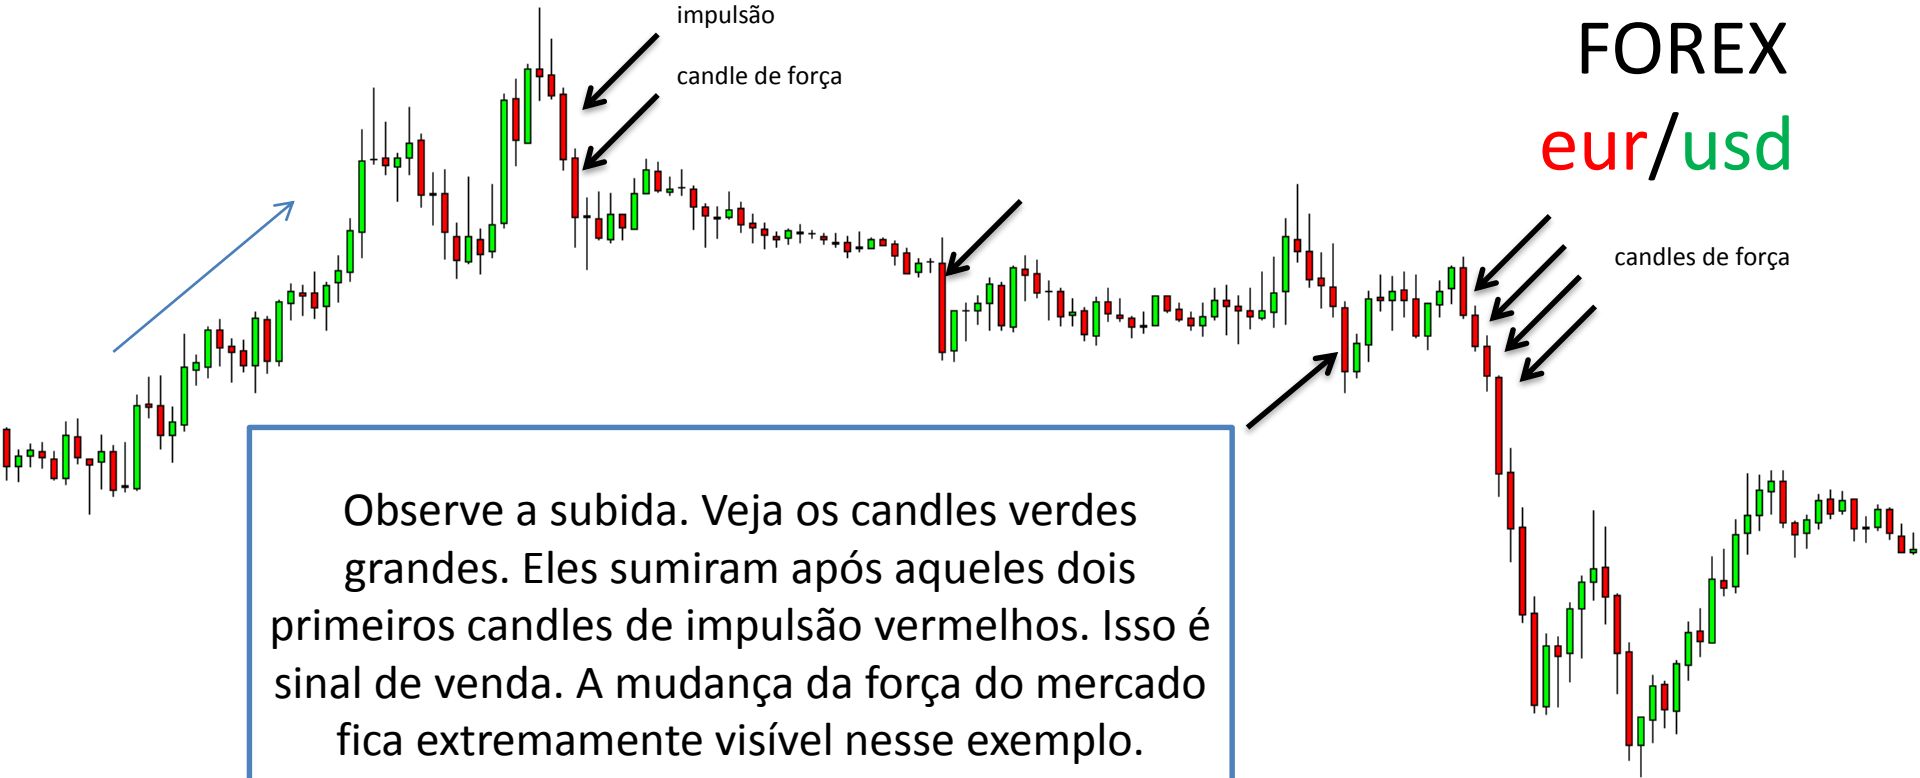 impulsão
candle de força
FOREX
eur/usd
candles de força
Observe a subida. Veja os candles verdes
grandes. Eles sumiram após aqueles dois
primeiros candles de impulsão vermelhos. Isso é
sinal de venda. A mudança da força do mercado
fica extremamente visível nesse exemplo.